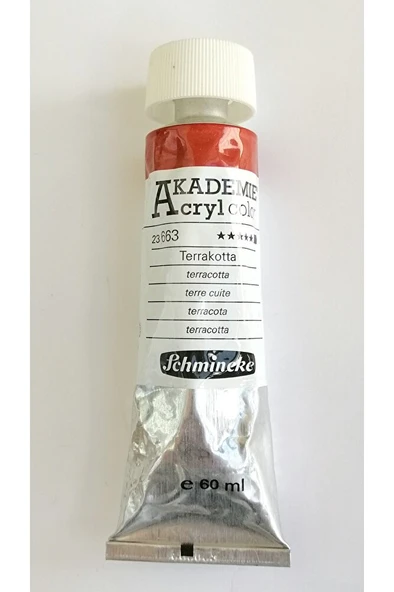 AKADEMIE
Acryl color
23 663 ★★★★★
Terrakotta
terracotta
terre cuite
terracota
terracotta
Schmincke
e 60 ml